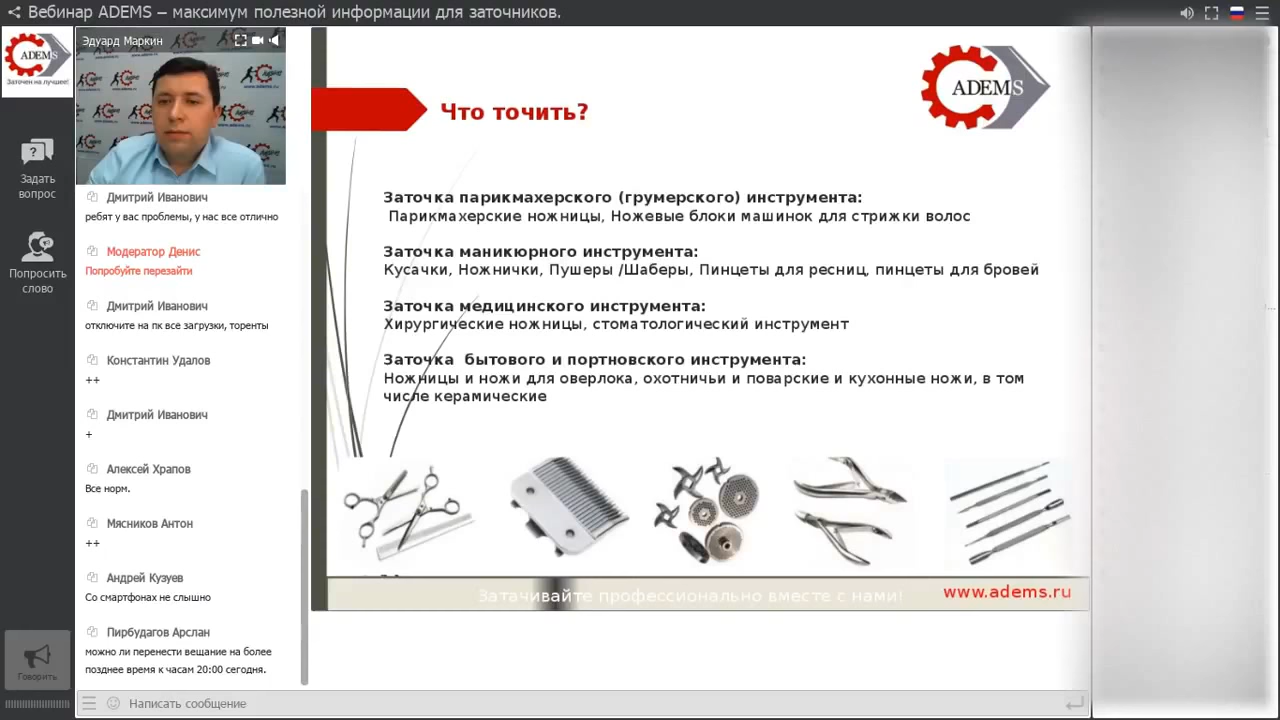 Вебинар ADEMS – максимум полезной информации для заточников.
ADEMS
Заточен на лучшее!
Задать
вопрос
Попросить
слово
Говорить
Эдуард Маркин
Дмитрий Иванович
ребят у вас проблемы, у нас все отлично
Модератор Денис
Попробуйте перезайти
Дмитрий Иванович
отключите на пк все загрузки, торенты
Константин Удалов
++
Дмитрий Иванович
+
Алексей Храпов
Все норм.
Мясников Антон
++
Андрей Кузуев
Со смартфонах не слышно
Пирбудагов Арслан
можно ли перенести вещание на более
позднее время к часам 20:00 сегодня.
Написать сообщение
ADEMS
Что точить?
Заточка парикмахерского (грумерского) инструмента:
Парикмахерские ножницы, Ножевые блоки машинок для стрижки волос
Заточка маникюрного инструмента:
Кусачки, Ножнички, Пушеры /Шаберы, Пинцеты для ресниц, пинцеты для бровей
Заточка медицинского инструмента:
Хирургические ножницы, стоматологический инструмент
Заточка бытового и портновского инструмента:
Ножницы и ножи для оверлока, охотничьи и поварские и кухонные ножи, в том
числе керамические
Затачивайте профессионально вместе с нами!
www.adems.ru